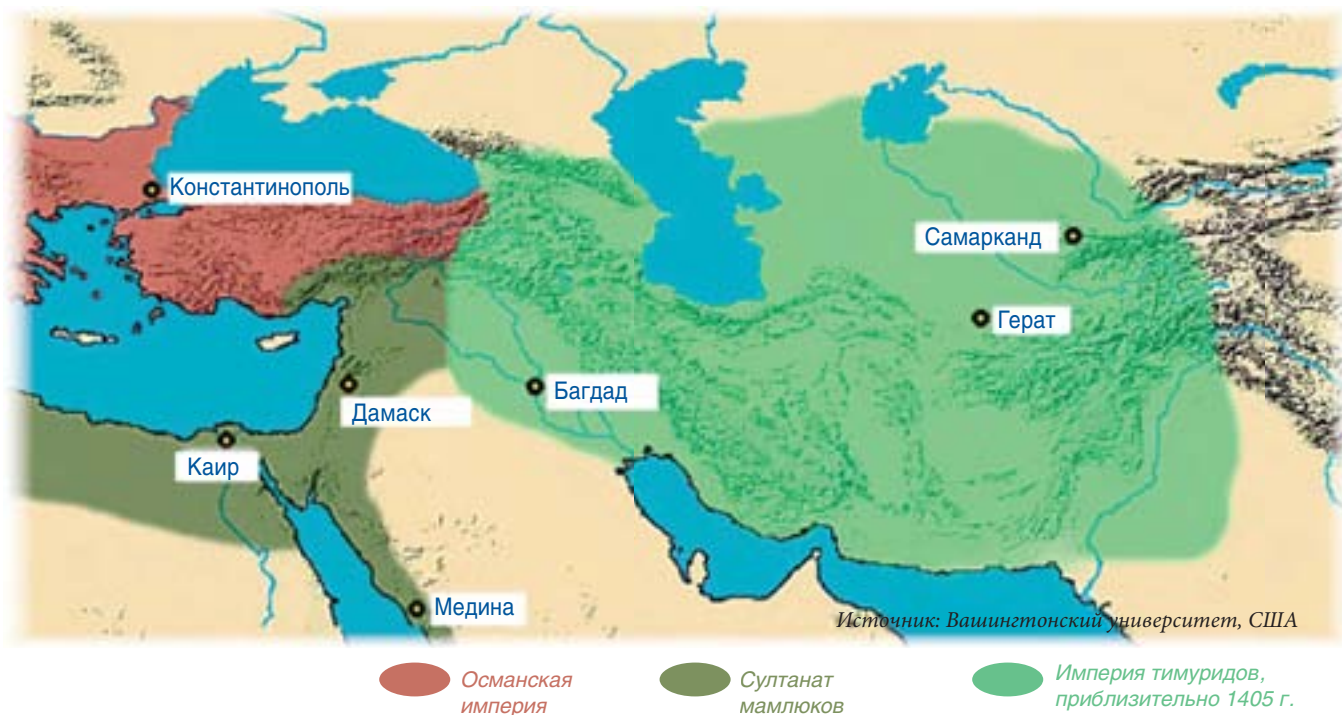 Константинополь
Самарканд
Герат
Багдад
Дамаск
Каир
Медина
Источник: Вашингтонский университет, США
Османская
империя
Султанат
мамлюков
Империя тимуридов,
приблизительно 1405 г.